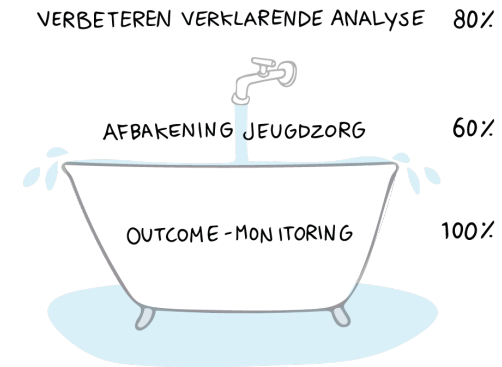 VERBETEREN VERKLARENDE ANALYSE 80%
AFBAKENING JEUGDZORG 60%
OUTCOME-MONITORING 100%